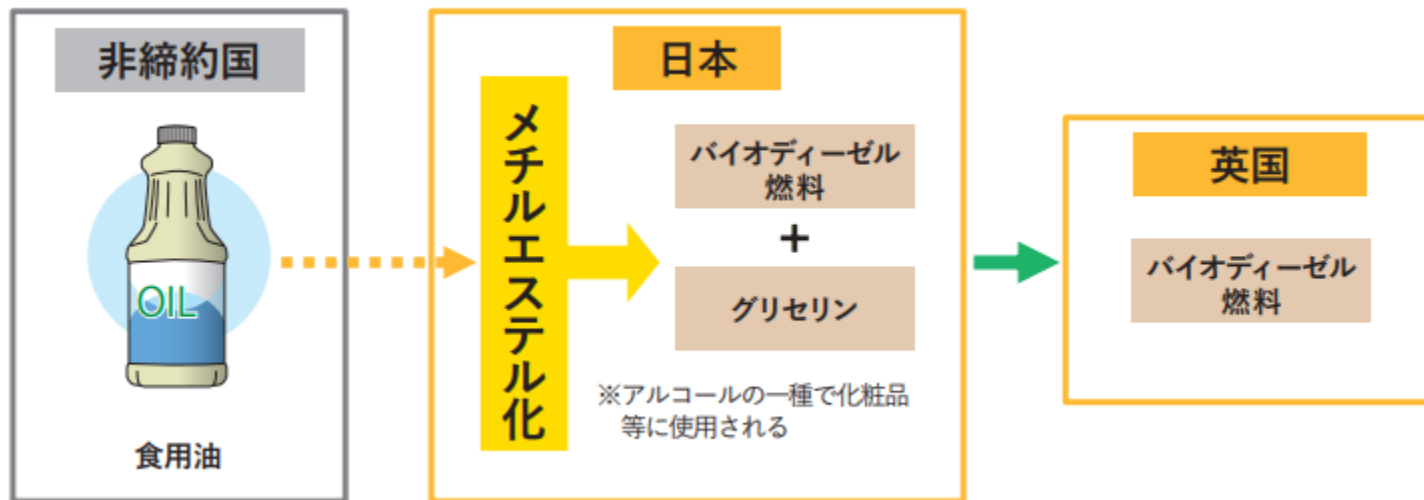 非締約国
OIL
食用油
日本
メチルエステル化
バイオディーゼル
燃料
+
グリセリン
※アルコールの一種で化粧品
等に使用される
英国
バイオディーゼル
燃料